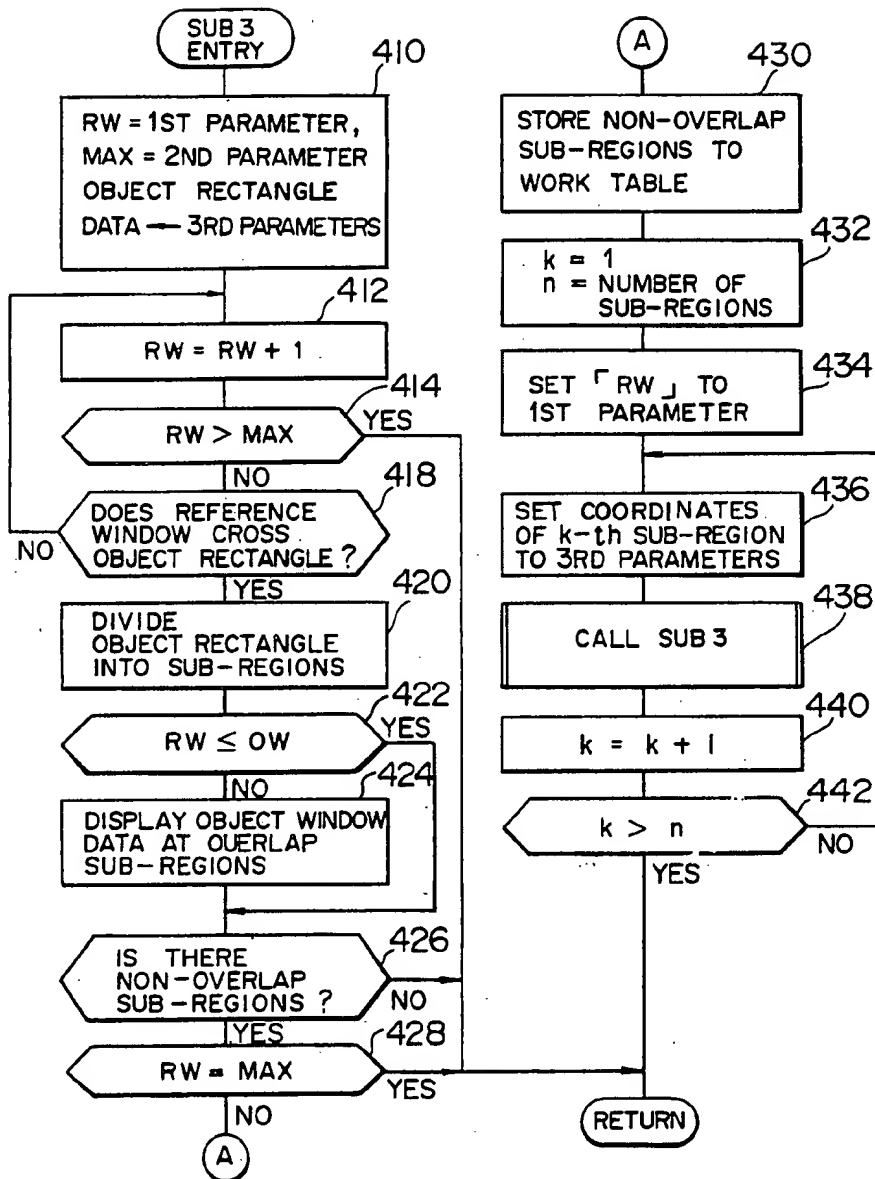 SUB 3
ENTRY
410
RW = 1ST PARAMETER,
MAX = 2ND PARAMETER
OBJECT RECTANGLE
DATA ← 3RD PARAMETERS
412
RW = RW + 1
414
RW > MAX
YES
NO
418
DOES REFERENCE
WINDOW CROSS
OBJECT RECTANGLE ?
NO
YES
420
DIVIDE
OBJECT RECTANGLE
INTO SUB-REGIONS
422
RW ≤ OW
YES
NO
424
DISPLAY OBJECT WINDOW
DATA AT OUERLAP
SUB-REGIONS
426
IS THERE
NON-OVERLAP
SUB-REGIONS ?
NO
YES
428
RW = MAX
YES
NO
A
A
430
STORE NON-OVERLAP
SUB-REGIONS TO
WORK TABLE
432
k = 1
n = NUMBER OF
SUB-REGIONS
434
SET 「RW」 TO
1ST PARAMETER
436
SET COORDINATES
OF k-th SUB-REGION
TO 3RD PARAMETERS
438
CALL SUB 3
440
k = k + 1
442
k > n
NO
YES
RETURN